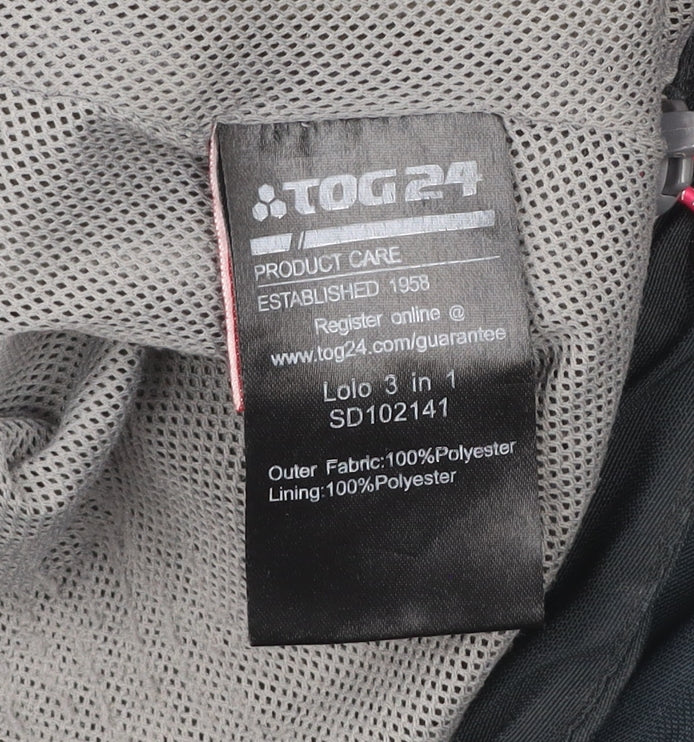 TOG 24
PRODUCT CARE
ESTABLISHED 1958
Register online @
www.tog24.com/guarantee
Lolo 3 in 1
SD102141
Outer Fabric:100%Polyester
Lining:100%Polyester